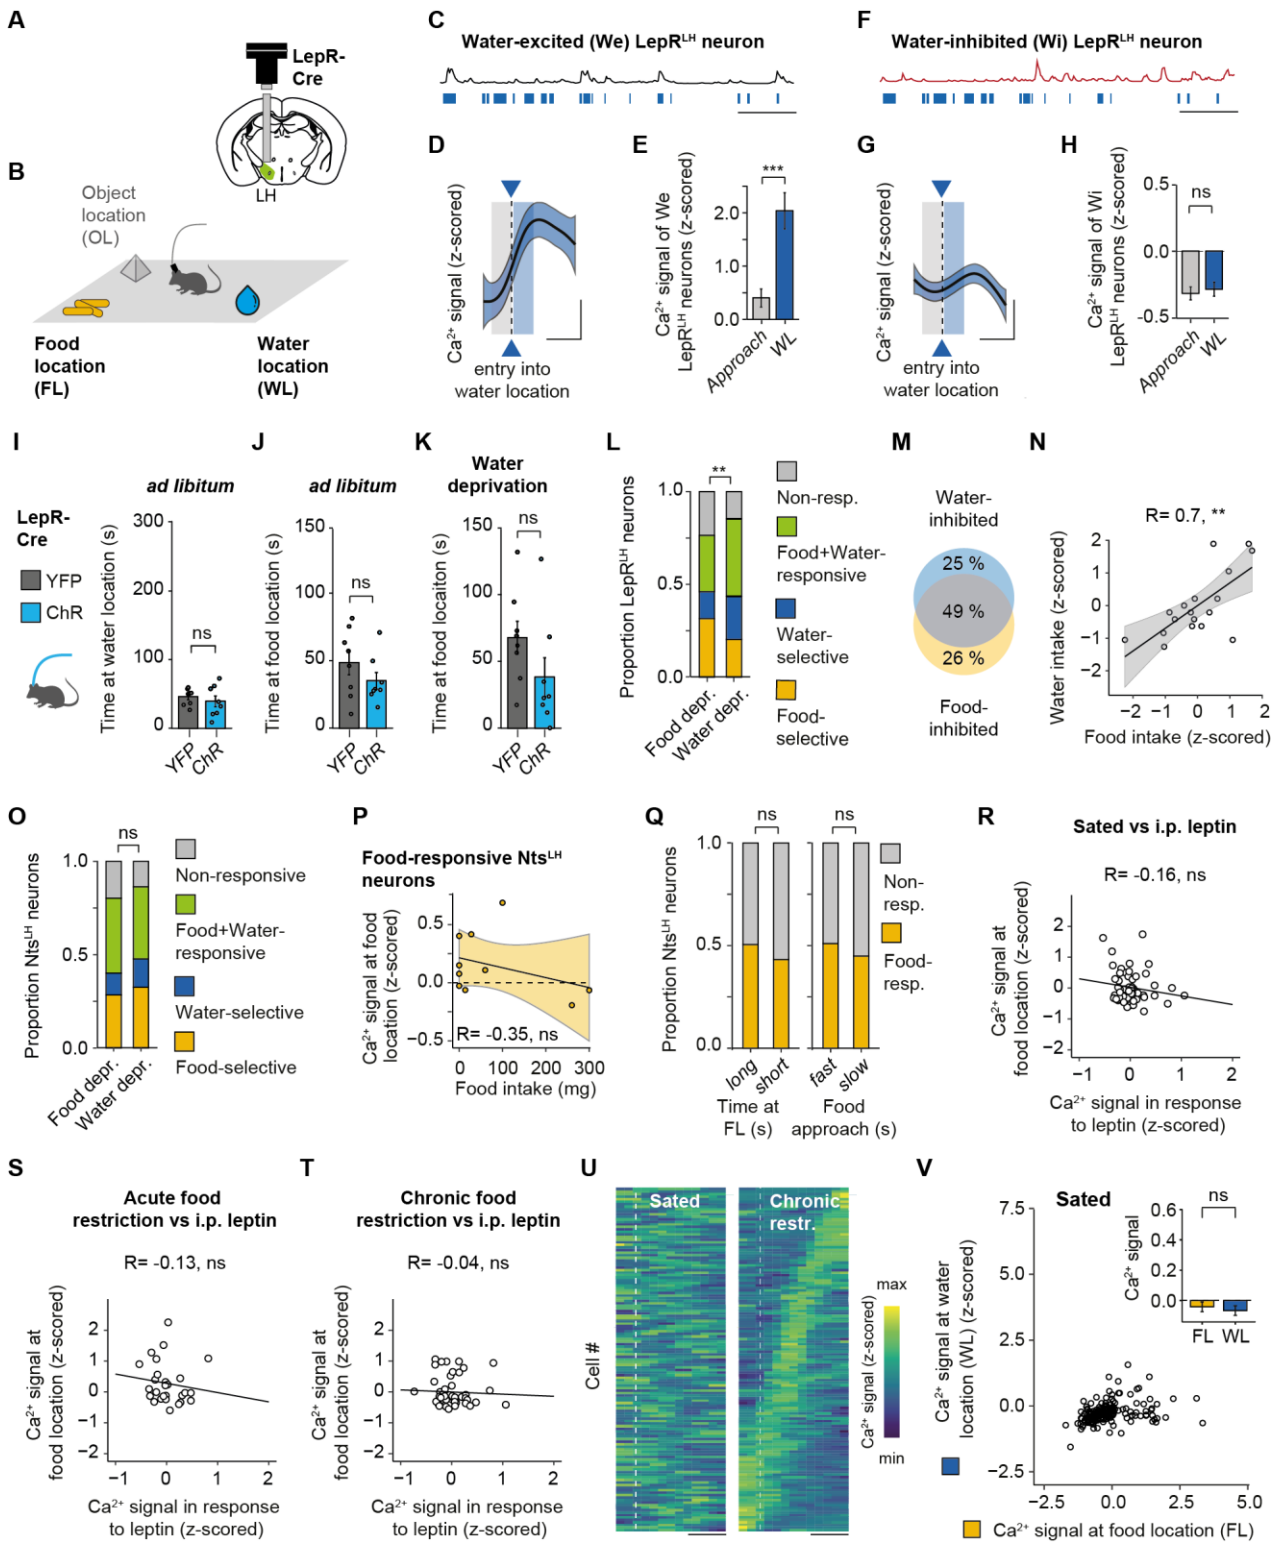 A
LepR-
Cre
LH
B
Object
location
(OL)
Food
location
(FL)
Water
location
(WL)
C
Water-excited (We) LepR^LH neuron
D
Ca²⁺ signal (z-scored)
entry into
water location
E
Ca²⁺ signal of We
LepR^LH neurons (z-scored)
***
2.0
1.0
0.0
Approach
WL
F
Water-inhibited (Wi) LepR^LH neuron
G
Ca²⁺ signal (z-scored)
entry into
water location
H
Ca²⁺ signal of Wi
LepR^LH neurons (z-scored)
ns
0.5
0.0
−0.5
Approach
WL
I
LepR-
Cre
YFP
ChR
ad libitum
Time at water location (s)
300
200
100
0
ns
YFP
ChR
J
ad libitum
Time at food location (s)
150
100
50
0
ns
YFP
ChR
K
Water
deprivation
Time at food location (s)
150
100
50
0
ns
YFP
ChR
L
Proportion LepR^LH neurons
**
1.0
0.5
0.0
Food depr.
Water depr.
Non-resp.
Food+Water-
responsive
Water-
selective
Food-
selective
M
Water-
inhibited
25 %
49 %
26 %
Food-
inhibited
N
R= 0.7, **
Water intake (z-scored)
2
1
0
−1
−2
−2 −1 0 1 2
Food intake (z-scored)
O
Proportion Nts^LH neurons
ns
1.0
0.5
0.0
Food depr.
Water depr.
Non-responsive
Food+Water-
responsive
Water-selective
Food-selective
P
Food-responsive Nts^LH
neurons
Ca²⁺ signal at food
location (z-scored)
0.5
0.0
−0.5
R= -0.35, ns
0 100 200 300
Food intake (mg)
Q
Proportion Nts^LH neurons
ns ns
1.0
0.5
0.0
long
short
fast
slow
Time at
FL (s)
Food
approach (s)
Non-
resp.
Food-
resp.
R
Sated vs i.p. leptin
R= -0.16, ns
Ca²⁺ signal at
food location (z-scored)
2
1
0
−1
−2
−1 0 1 2
Ca²⁺ signal in response
to leptin (z-scored)
S
Acute food
restriction vs i.p. leptin
R= -0.13, ns
Ca²⁺ signal at
food location (z-scored)
2
1
0
−1
−2
−1 0 1 2
Ca²⁺ signal in response
to leptin (z-scored)
T
Chronic food
restriction vs i.p. leptin
R= -0.04, ns
Ca²⁺ signal at
food location (z-scored)
2
1
0
−1
−2
−1 0 1 2
Ca²⁺ signal in response
to leptin (z-scored)
U
Cell #
Sated
Chronic
restr.
max
Ca²⁺ signal (z-scored)
min
V
Sated
Ca²⁺ signal at water
location (WL) (z-scored)
7.5
5.0
2.5
0.0
−2.5
−2.5 0.0 2.5 5.0
Ca²⁺ signal at food location (FL)
ns
Ca²⁺ signal
0.6
0.4
0.2
0.0
FL WL